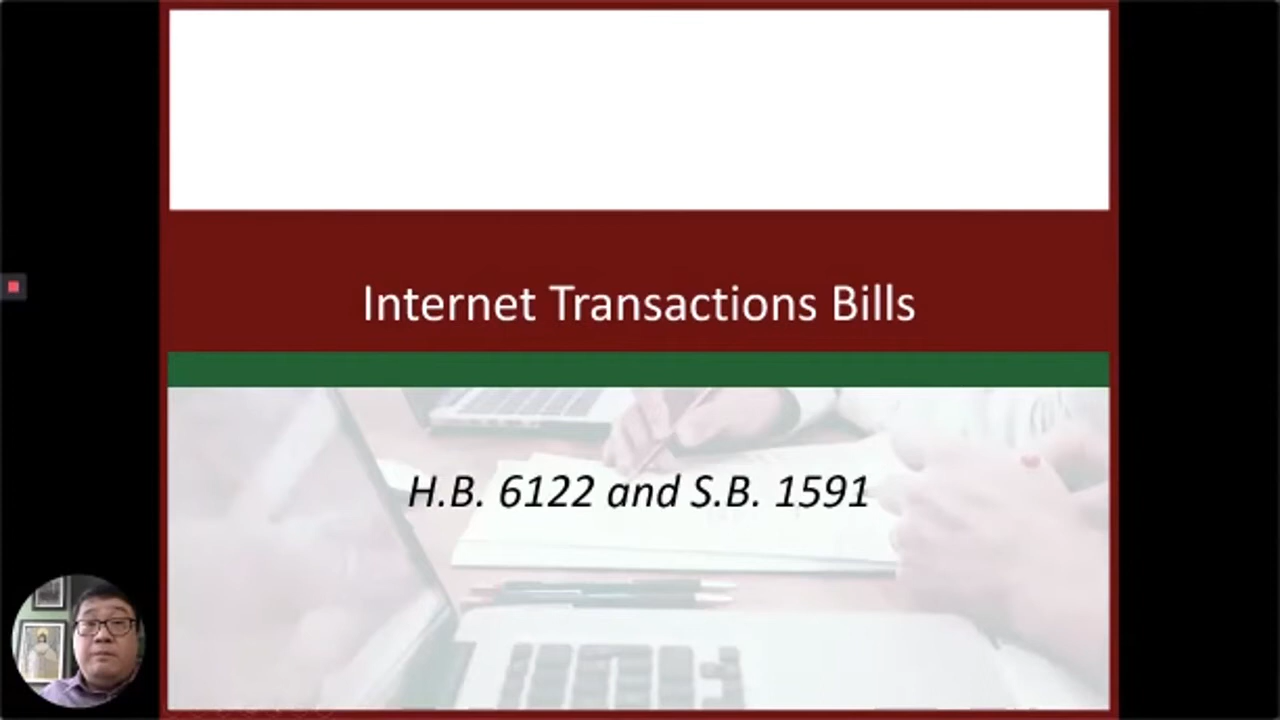 Internet Transactions Bills
H.B. 6122 and S.B. 1591